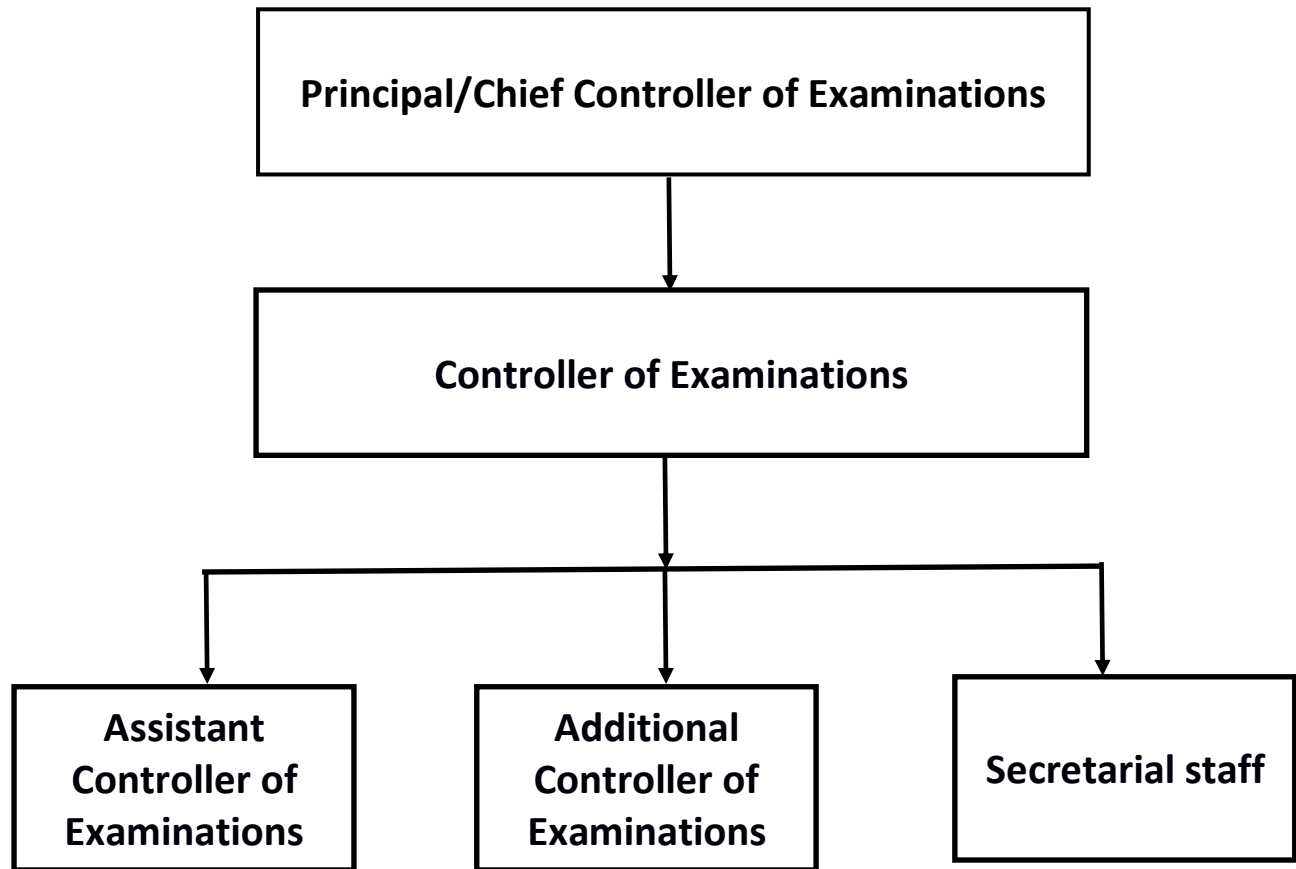 Principal/Chief Controller of Examinations
Controller of Examinations
Assistant
Controller of
Examinations
Additional
Controller of
Examinations
Secretarial staff